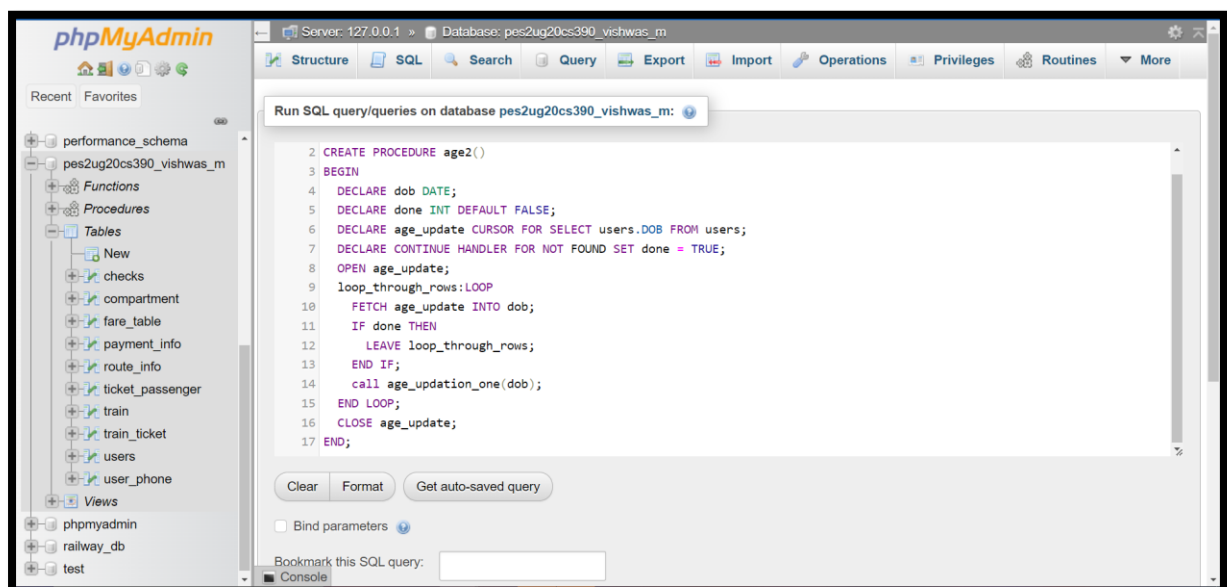 phpMyAdmin
Recent Favorites
performance_schema
pes2ug20cs390_vishwas_m
Functions
Procedures
Tables
New
checks
compartment
fare_table
payment_info
route_info
ticket_passenger
train
train_ticket
users
user_phone
Views
phpmyadmin
railway_db
test
Server: 127.0.0.1 » Database: pes2ug20cs390_vishwas_m
Structure SQL Search Query Export Import Operations Privileges Routines More
Run SQL query/queries on database pes2ug20cs390_vishwas_m:
2 CREATE PROCEDURE age2()
3 BEGIN
4 DECLARE dob DATE;
5 DECLARE done INT DEFAULT FALSE;
6 DECLARE age_update CURSOR FOR SELECT users.DOB FROM users;
7 DECLARE CONTINUE HANDLER FOR NOT FOUND SET done = TRUE;
8 OPEN age_update;
9 loop_through_rows:LOOP
10 FETCH age_update INTO dob;
11 IF done THEN
12 LEAVE loop_through_rows;
13 END IF;
14 call age_updation_one(dob);
15 END LOOP;
16 CLOSE age_update;
17 END;
Clear Format Get auto-saved query
Bind parameters
Bookmark this SQL query:
Console